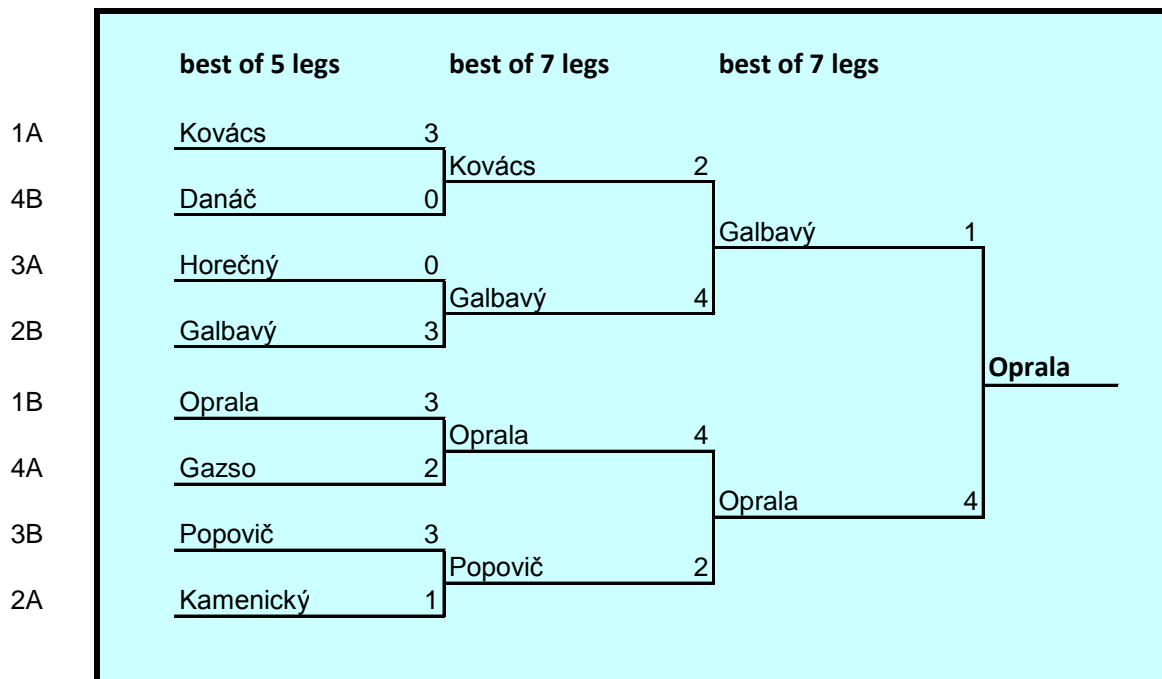 best of 5 legs best of 7 legs best of 7 legs
1A Kovács 3
Kovács 2
4B Danáč 0
Galbavý 1
3A Horečný 0
Galbavý 4
2B Galbavý 3
Oprala
1B Oprala 3
Oprala 4
4A Gazso 2
Oprala 4
3B Popovič 3
Popovič 2
2A Kamenický 1